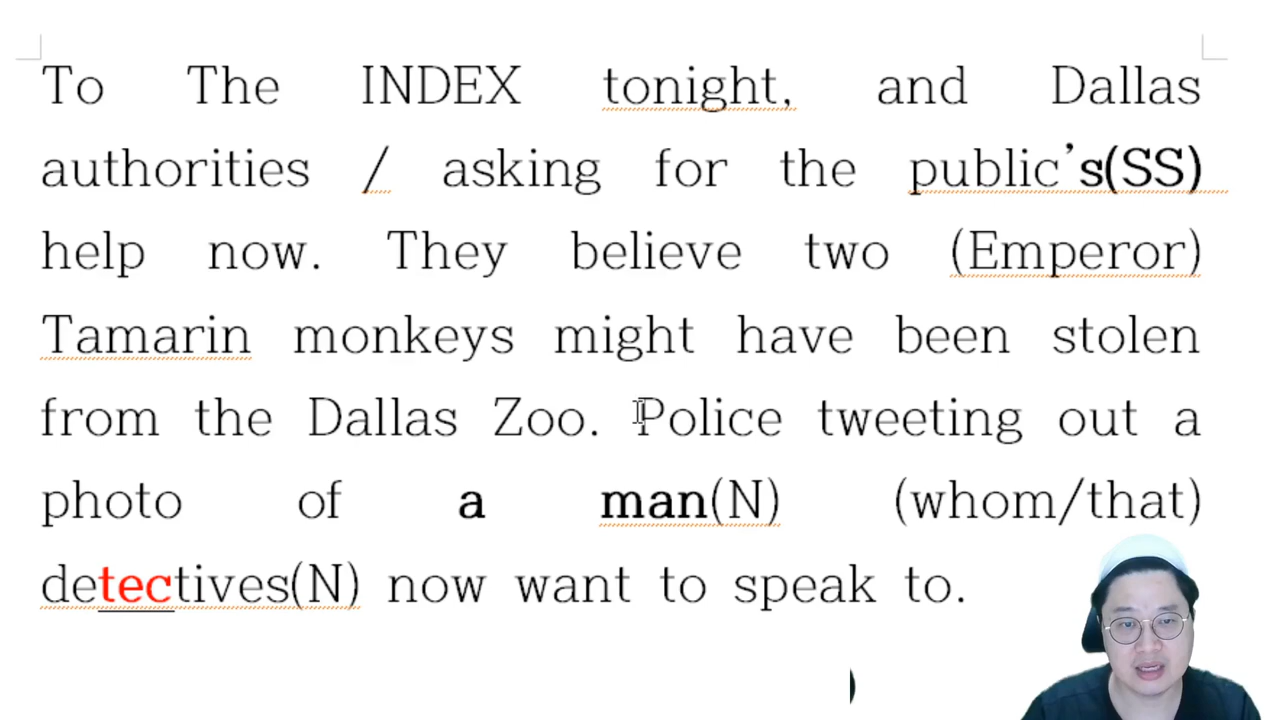 To The INDEX tonight, and Dallas
authorities / asking for the public's(SS)
help now. They believe two (Emperor)
Tamarin monkeys might have been stolen
from the Dallas Zoo. Police tweeting out a
photo of a man(N) (whom/that)
detectives(N) now want to speak to.